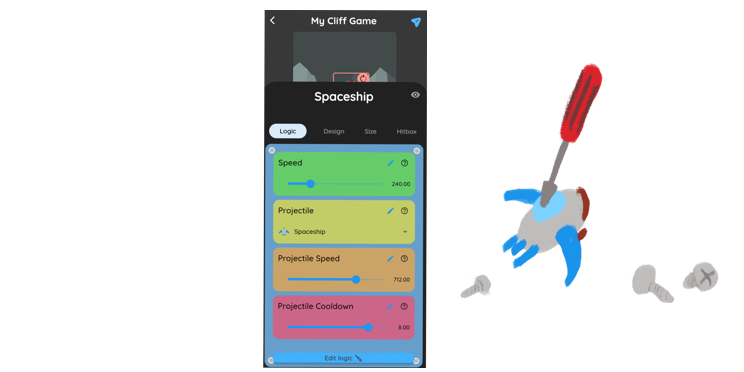 My Cliff Game
Spaceship
Logic Design Size Hitbox
Speed
240.00
Projectile
Spaceship
Projectile Speed
712.00
Projectile Cooldown
8.00
Edit logic